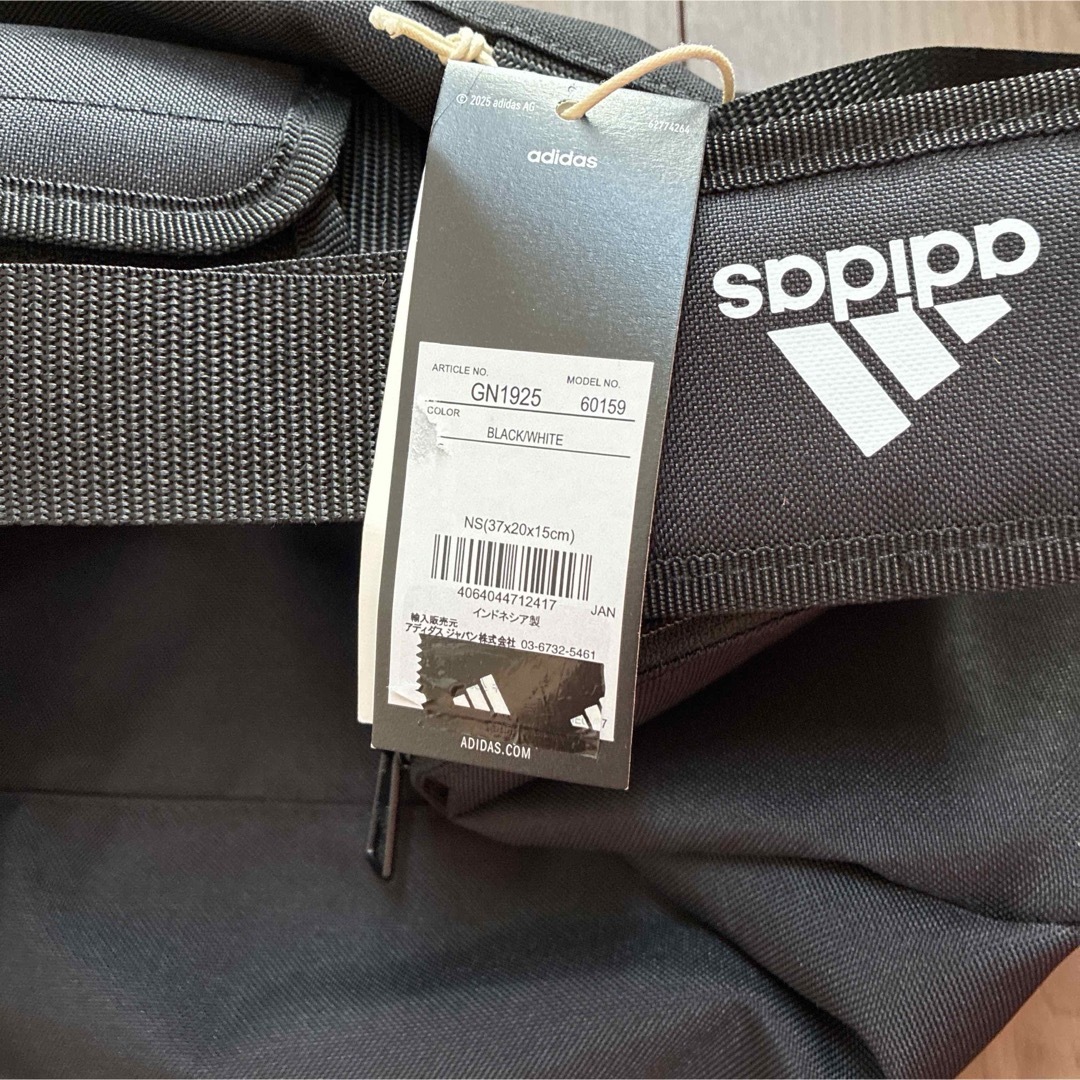 © 2025 adidas AG
62774264
adidas
ARTICLE NO.
MODEL NO.
GN1925
60159
COLOR
BLACK/WHITE
NS(37x20x15cm)
4064044712417
JAN
インドネシア製
輸入販売元
アディダス ジャパン株式会社 03-6732-5461
ADIDAS.COM
adidas